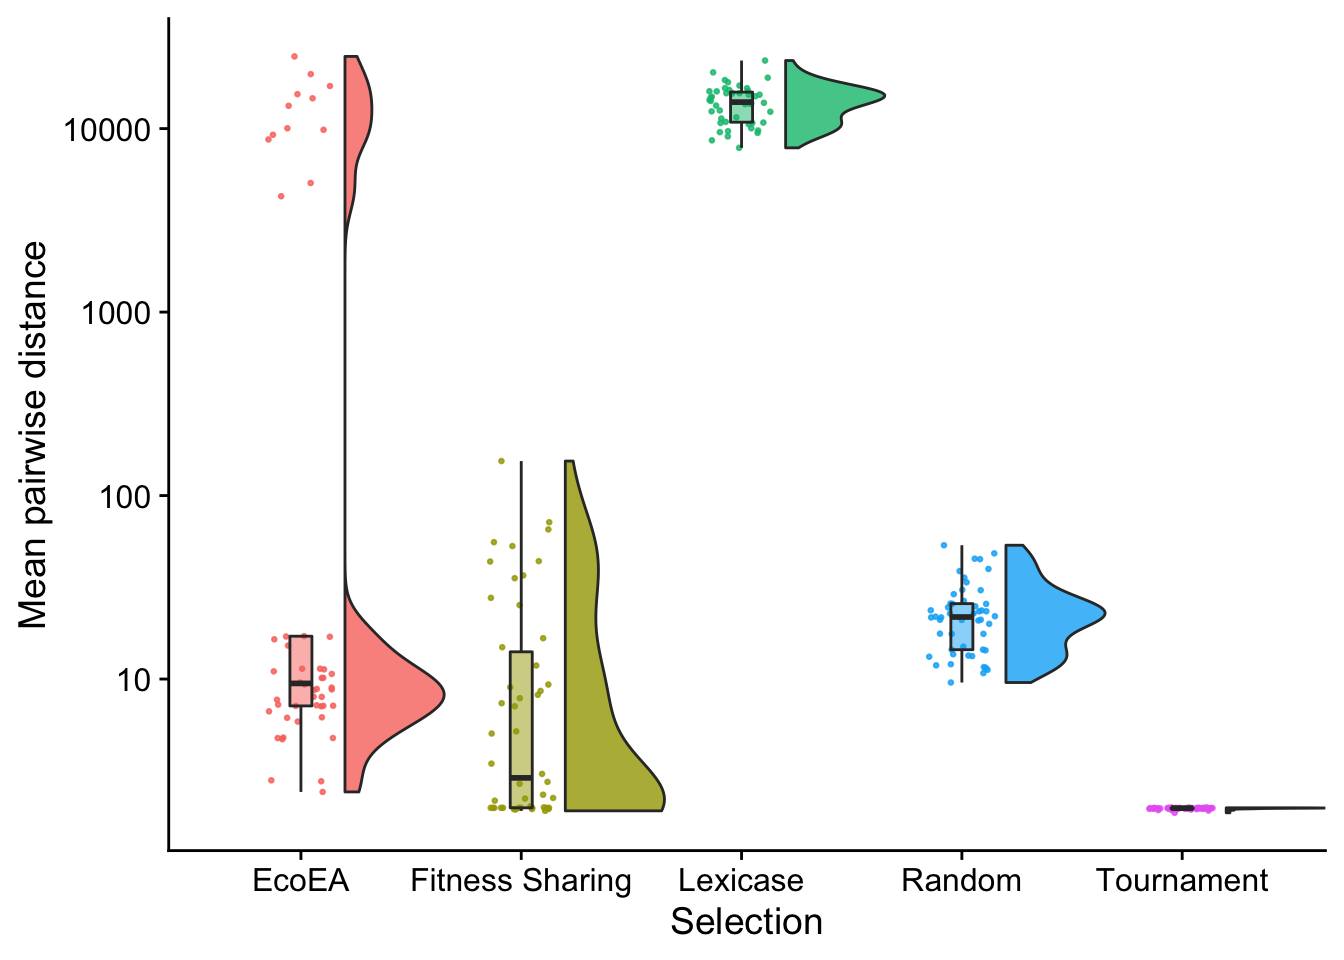 Mean pairwise distance
10000
1000
100
10
EcoEA
Fitness Sharing
Lexicase
Random
Tournament
Selection